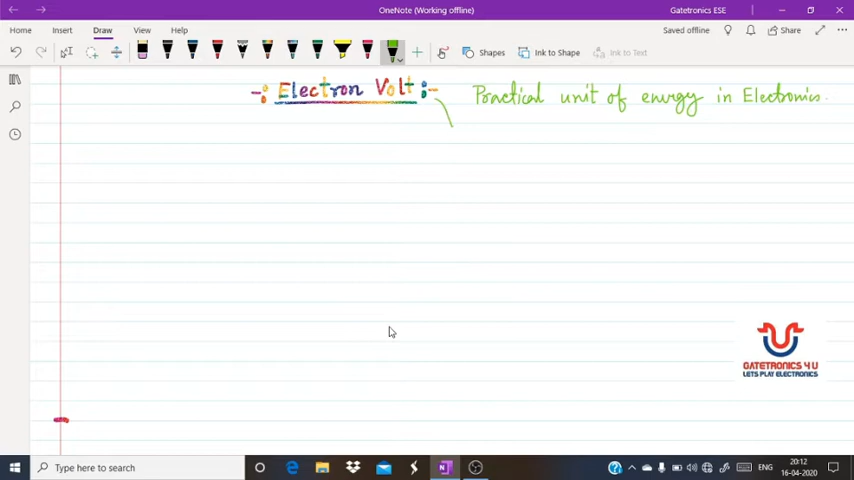 OneNote (Working offline)
Gatetronics ESE
Home Insert Draw View Help
Saved offline Share
Shapes Ink to Shape Ink to Text
-: Electron Volt :- Practical unit of energy in Electronics.
GATETRONICS 4 U
LETS PLAY ELECTRONICS
Type here to search
ENG
20:12
16-04-2020